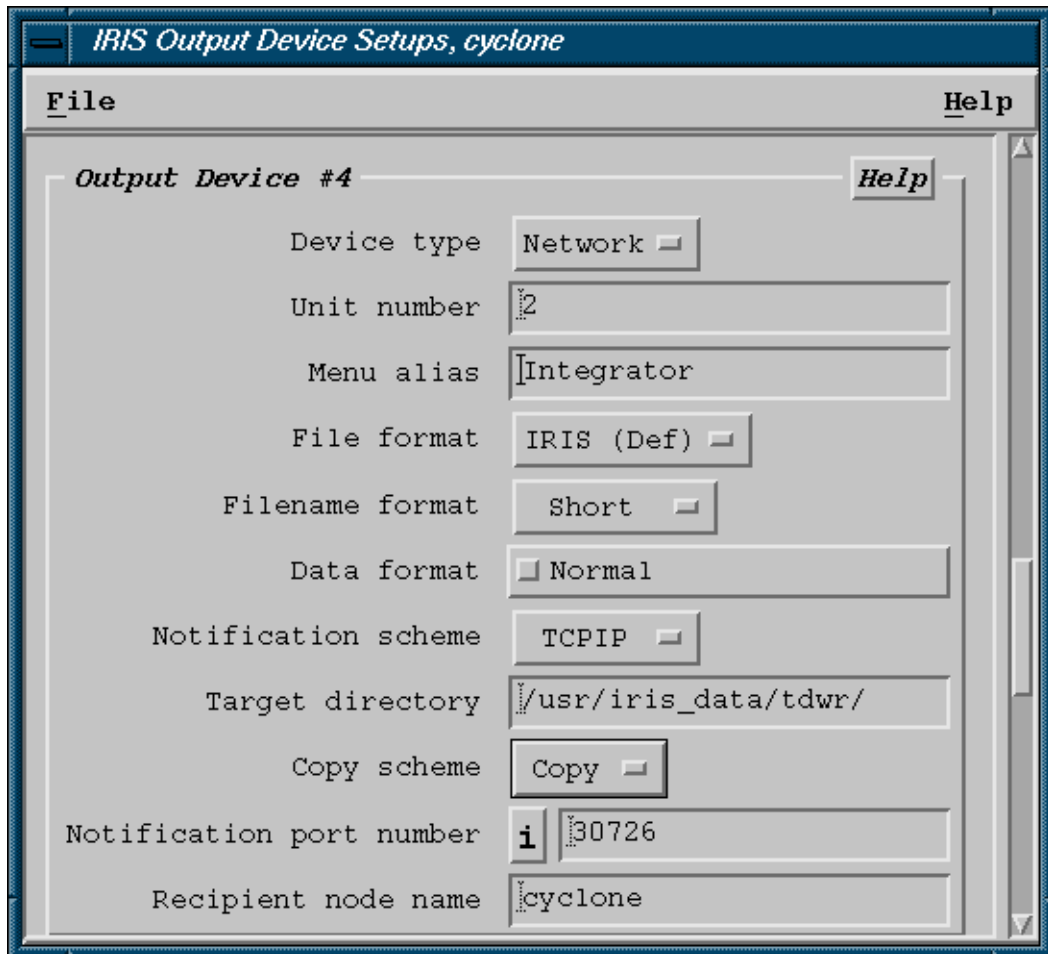 IRIS Output Device Setups, cyclone
File Help
Output Device #4 Help
Device type Network
Unit number 2
Menu alias Integrator
File format IRIS (Def)
Filename format Short
Data format Normal
Notification scheme TCPIP
Target directory /usr/iris_data/tdwr/
Copy scheme Copy
Notification port number i 30726
Recipient node name cyclone